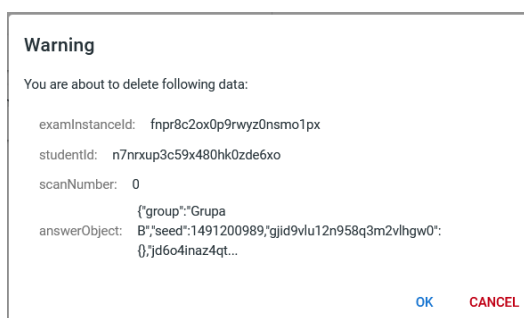 Warning
You are about to delete following data:
examInstanceId: fnpr8c2ox0p9rwyz0nsmo1px
studentId: n7nrxup3c59x480hk0zde6xo
scanNumber: 0
{"group":"Grupa
answerObject: B","seed":1491200989,"gjid9vlu12n958q3m2vlhgw0":
{},"jd6o4inaz4qt...
OK CANCEL